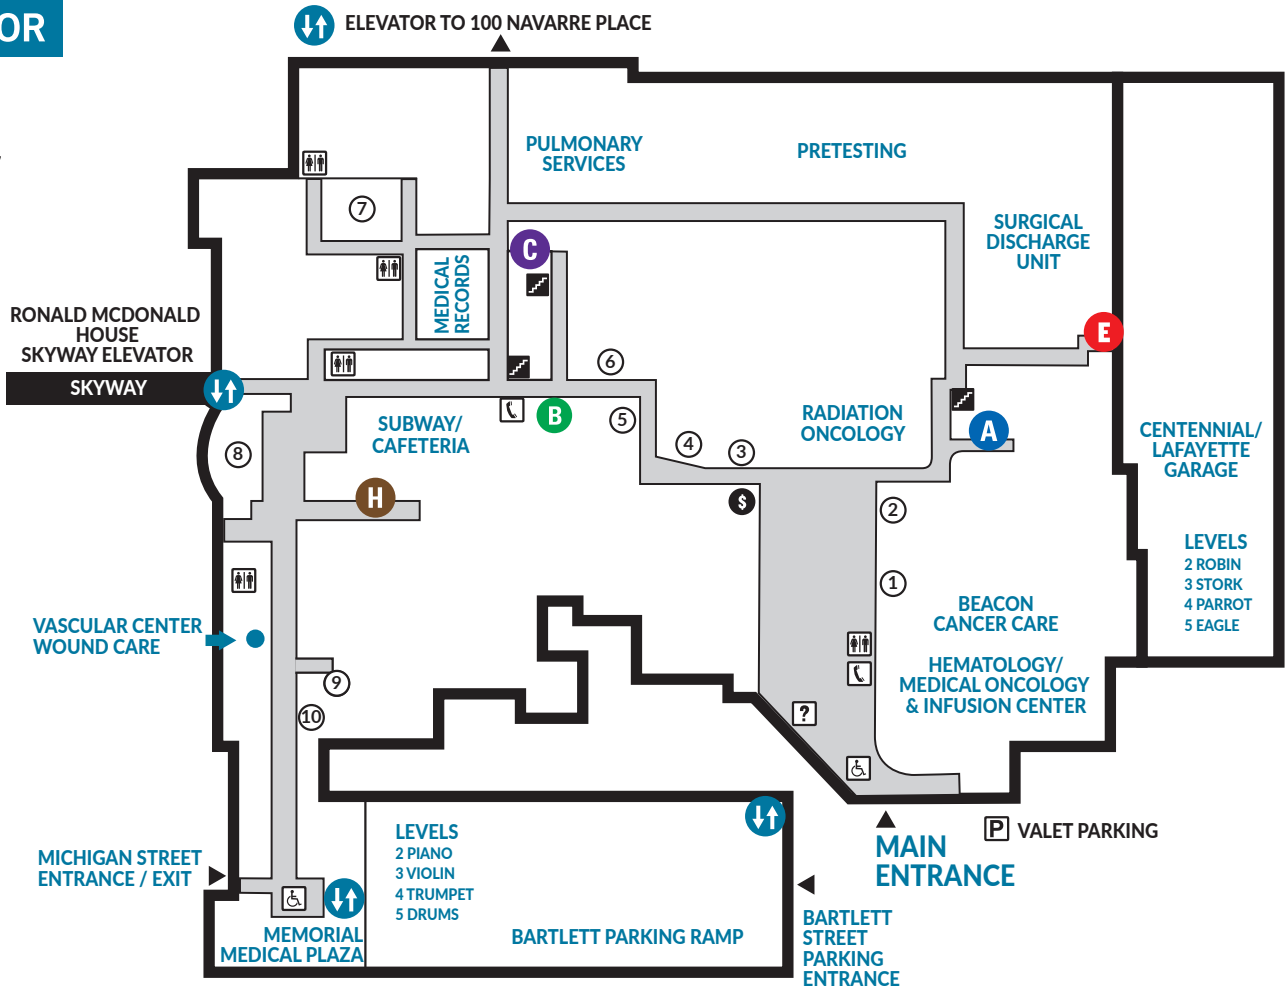 OR
ELEVATOR TO 100 NAVARRE PLACE
PULMONARY
SERVICES
PRETESTING
7
SURGICAL
DISCHARGE
UNIT
C
MEDICAL
RECORDS
RONALD MCDONALD
HOUSE
SKYWAY ELEVATOR
SKYWAY
E
6
SUBWAY/
CAFETERIA
B
5
RADIATION
ONCOLOGY
A
4
3
8
CENTENNIAL/
LAFAYETTE
GARAGE
H
$
2
LEVELS
2 ROBIN
3 STORK
4 PARROT
5 EAGLE
1
BEACON
CANCER CARE
HEMATOLOGY/
MEDICAL ONCOLOGY
& INFUSION CENTER
VASCULAR CENTER
WOUND CARE
9
10
?
LEVELS
2 PIANO
3 VIOLIN
4 TRUMPET
5 DRUMS
P VALET PARKING
MAIN
ENTRANCE
MICHIGAN STREET
ENTRANCE / EXIT
MEMORIAL
MEDICAL PLAZA
BARTLETT PARKING RAMP
BARTLETT
STREET
PARKING
ENTRANCE